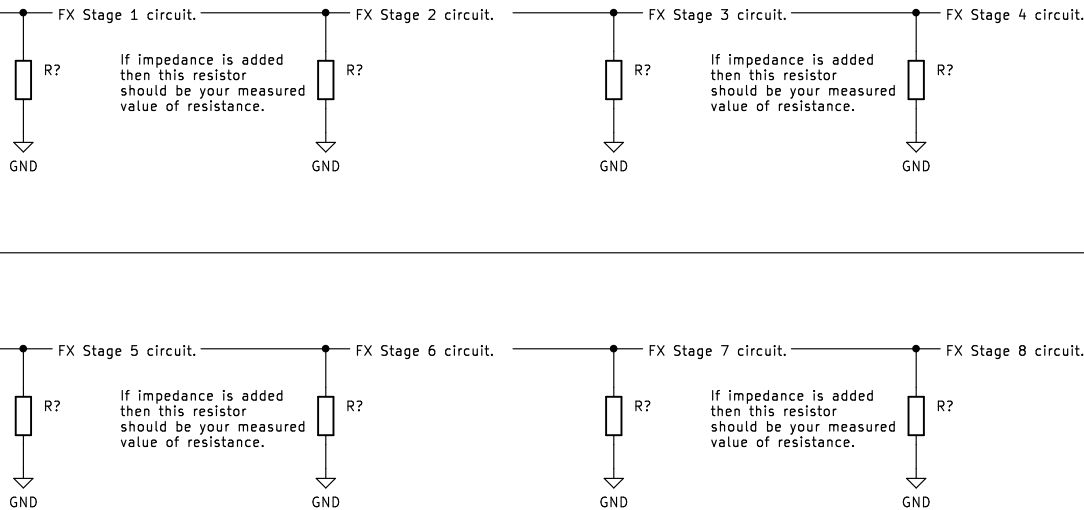 FX Stage 1 circuit.
FX Stage 2 circuit.
FX Stage 3 circuit.
FX Stage 4 circuit.
R?
If impedance is added
then this resistor
should be your measured
value of resistance.
R?
R?
If impedance is added
then this resistor
should be your measured
value of resistance.
R?
GND
GND
GND
GND
FX Stage 5 circuit.
FX Stage 6 circuit.
FX Stage 7 circuit.
FX Stage 8 circuit.
R?
If impedance is added
then this resistor
should be your measured
value of resistance.
R?
R?
If impedance is added
then this resistor
should be your measured
value of resistance.
R?
GND
GND
GND
GND